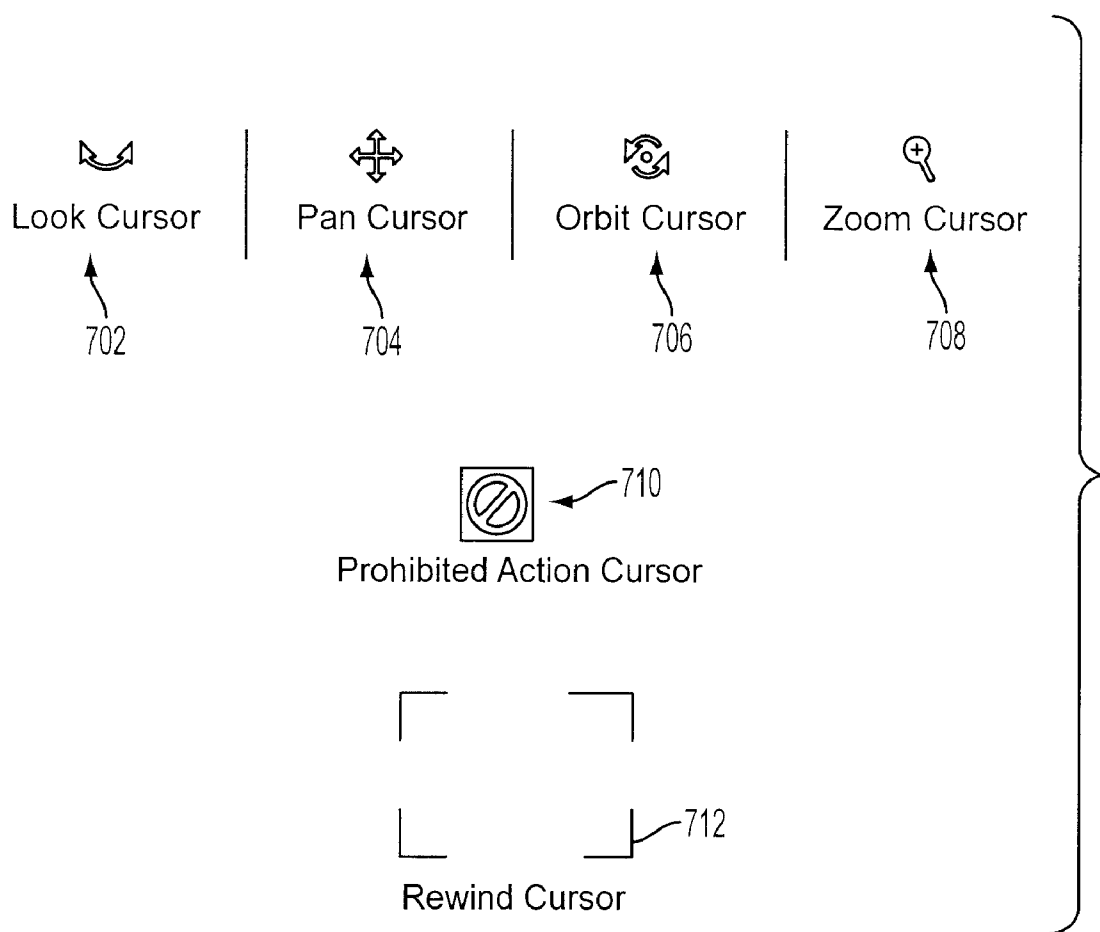 Look Cursor Pan Cursor Orbit Cursor Zoom Cursor
702 704 706 708
710
Prohibited Action Cursor
712
Rewind Cursor